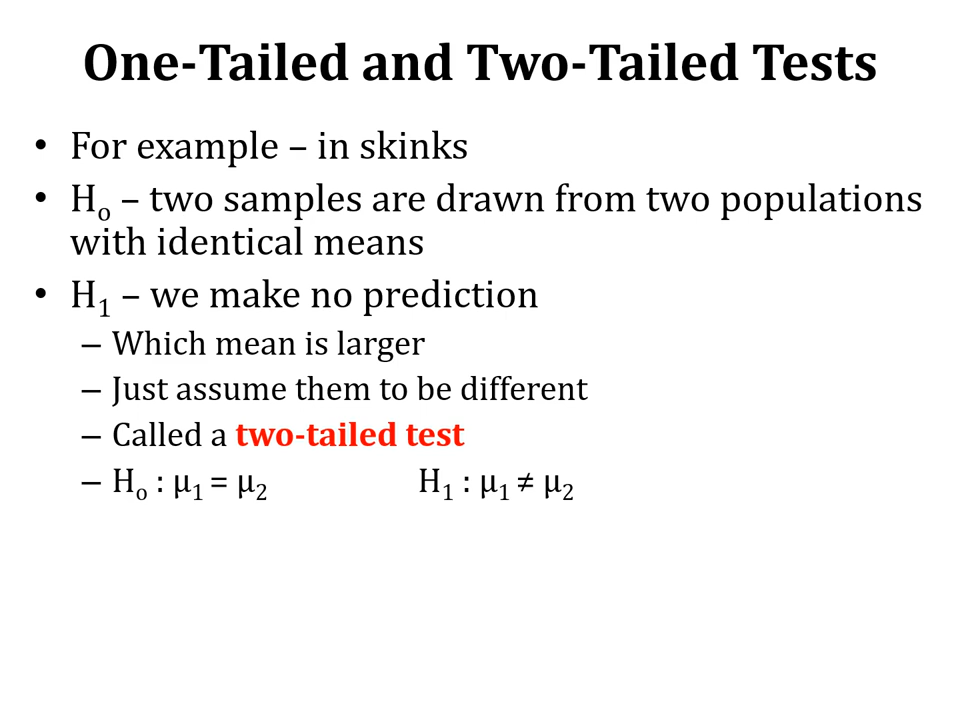 One-Tailed and Two-Tailed Tests
• For example – in skinks
• Ho – two samples are drawn from two populations
with identical means
• H1 – we make no prediction
– Which mean is larger
– Just assume them to be different
– Called a two-tailed test
– Ho : μ1 = μ2 H1 : μ1 ≠ μ2